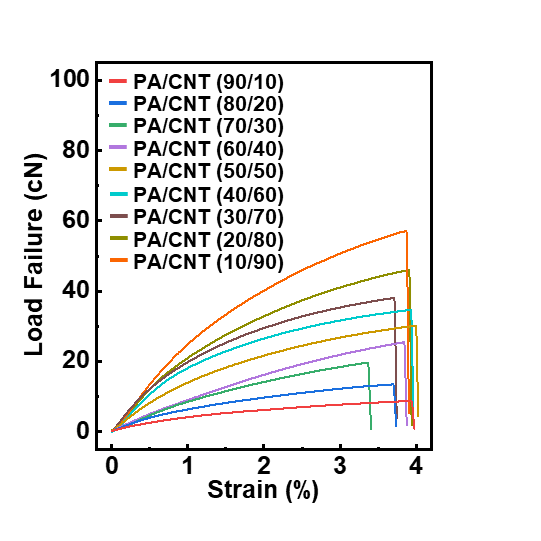 100
80
60
40
20
0
Load Failure (cN)
PA/CNT (90/10)
PA/CNT (80/20)
PA/CNT (70/30)
PA/CNT (60/40)
PA/CNT (50/50)
PA/CNT (40/60)
PA/CNT (30/70)
PA/CNT (20/80)
PA/CNT (10/90)
0 1 2 3 4
Strain (%)